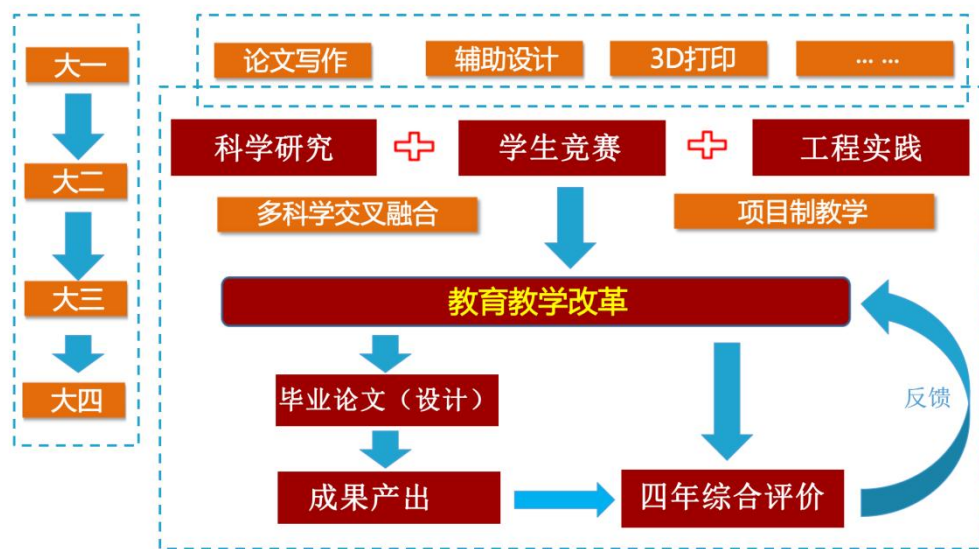 大一
论文写作
辅助设计
3D打印
... ...
科学研究
学生竞赛
工程实践
大二
多科学交叉融合
项目制教学
大三
教育教学改革
大四
毕业论文（设计）
反馈
成果产出
四年综合评价